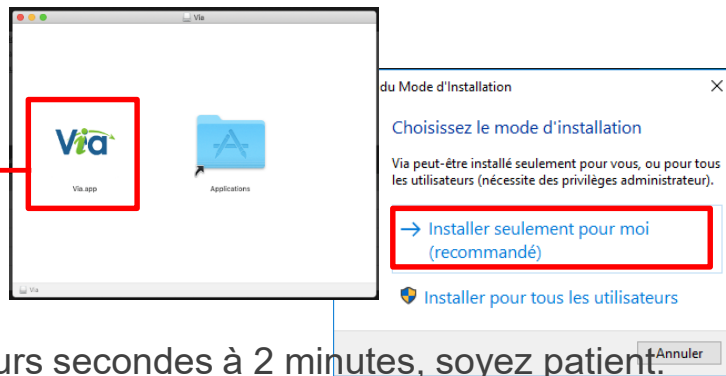 Via
Via
Via.app
Applications
Via
du Mode d'Installation
Choisissez le mode d'installation
Via peut-être installé seulement pour vous, ou pour tous
les utilisateurs (nécessite des privilèges administrateur).
Installer seulement pour moi
(recommandé)
Installer pour tous les utilisateurs
Annuler
urs secondes à 2 minutes, soyez patient.